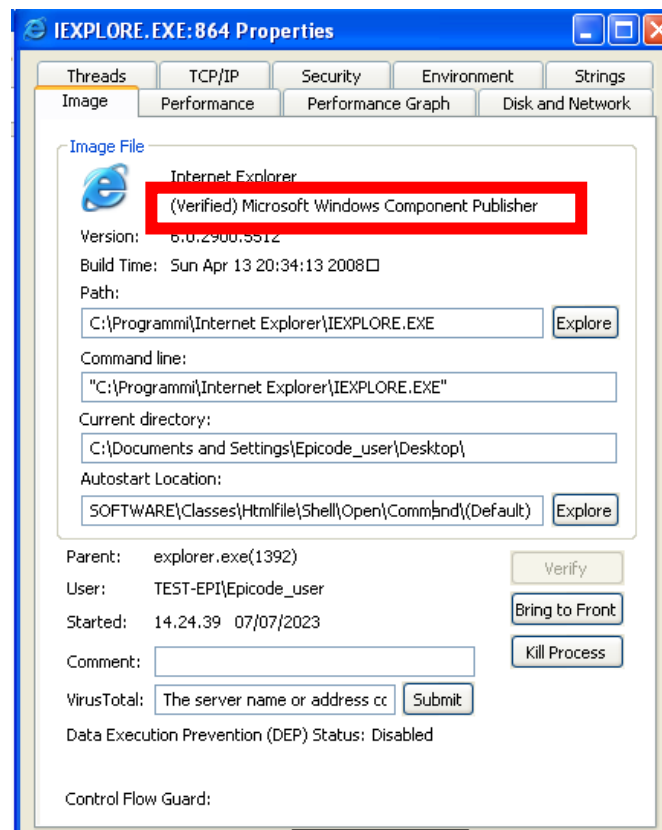 IEXPLORE.EXE:864 Properties
Threads TCP/IP Security Environment Strings
Image Performance Performance Graph Disk and Network
Image File
Internet Explorer
(Verified) Microsoft Windows Component Publisher
Version: 6.0.2900.5512
Build Time: Sun Apr 13 20:34:13 2008
Path:
C:\Programmi\Internet Explorer\IEXPLORE.EXE Explore
Command line:
"C:\Programmi\Internet Explorer\IEXPLORE.EXE"
Current directory:
C:\Documents and Settings\Epicode_user\Desktop\
Autostart Location:
SOFTWARE\Classes\Htmlfile\Shell\Open\Command\(Default) Explore
Parent: explorer.exe(1392)
Verify
User: TEST-EPI\Epicode_user
Bring to Front
Started: 14.24.39 07/07/2023
Kill Process
Comment:
VirusTotal: The server name or address cc Submit
Data Execution Prevention (DEP) Status: Disabled
Control Flow Guard: